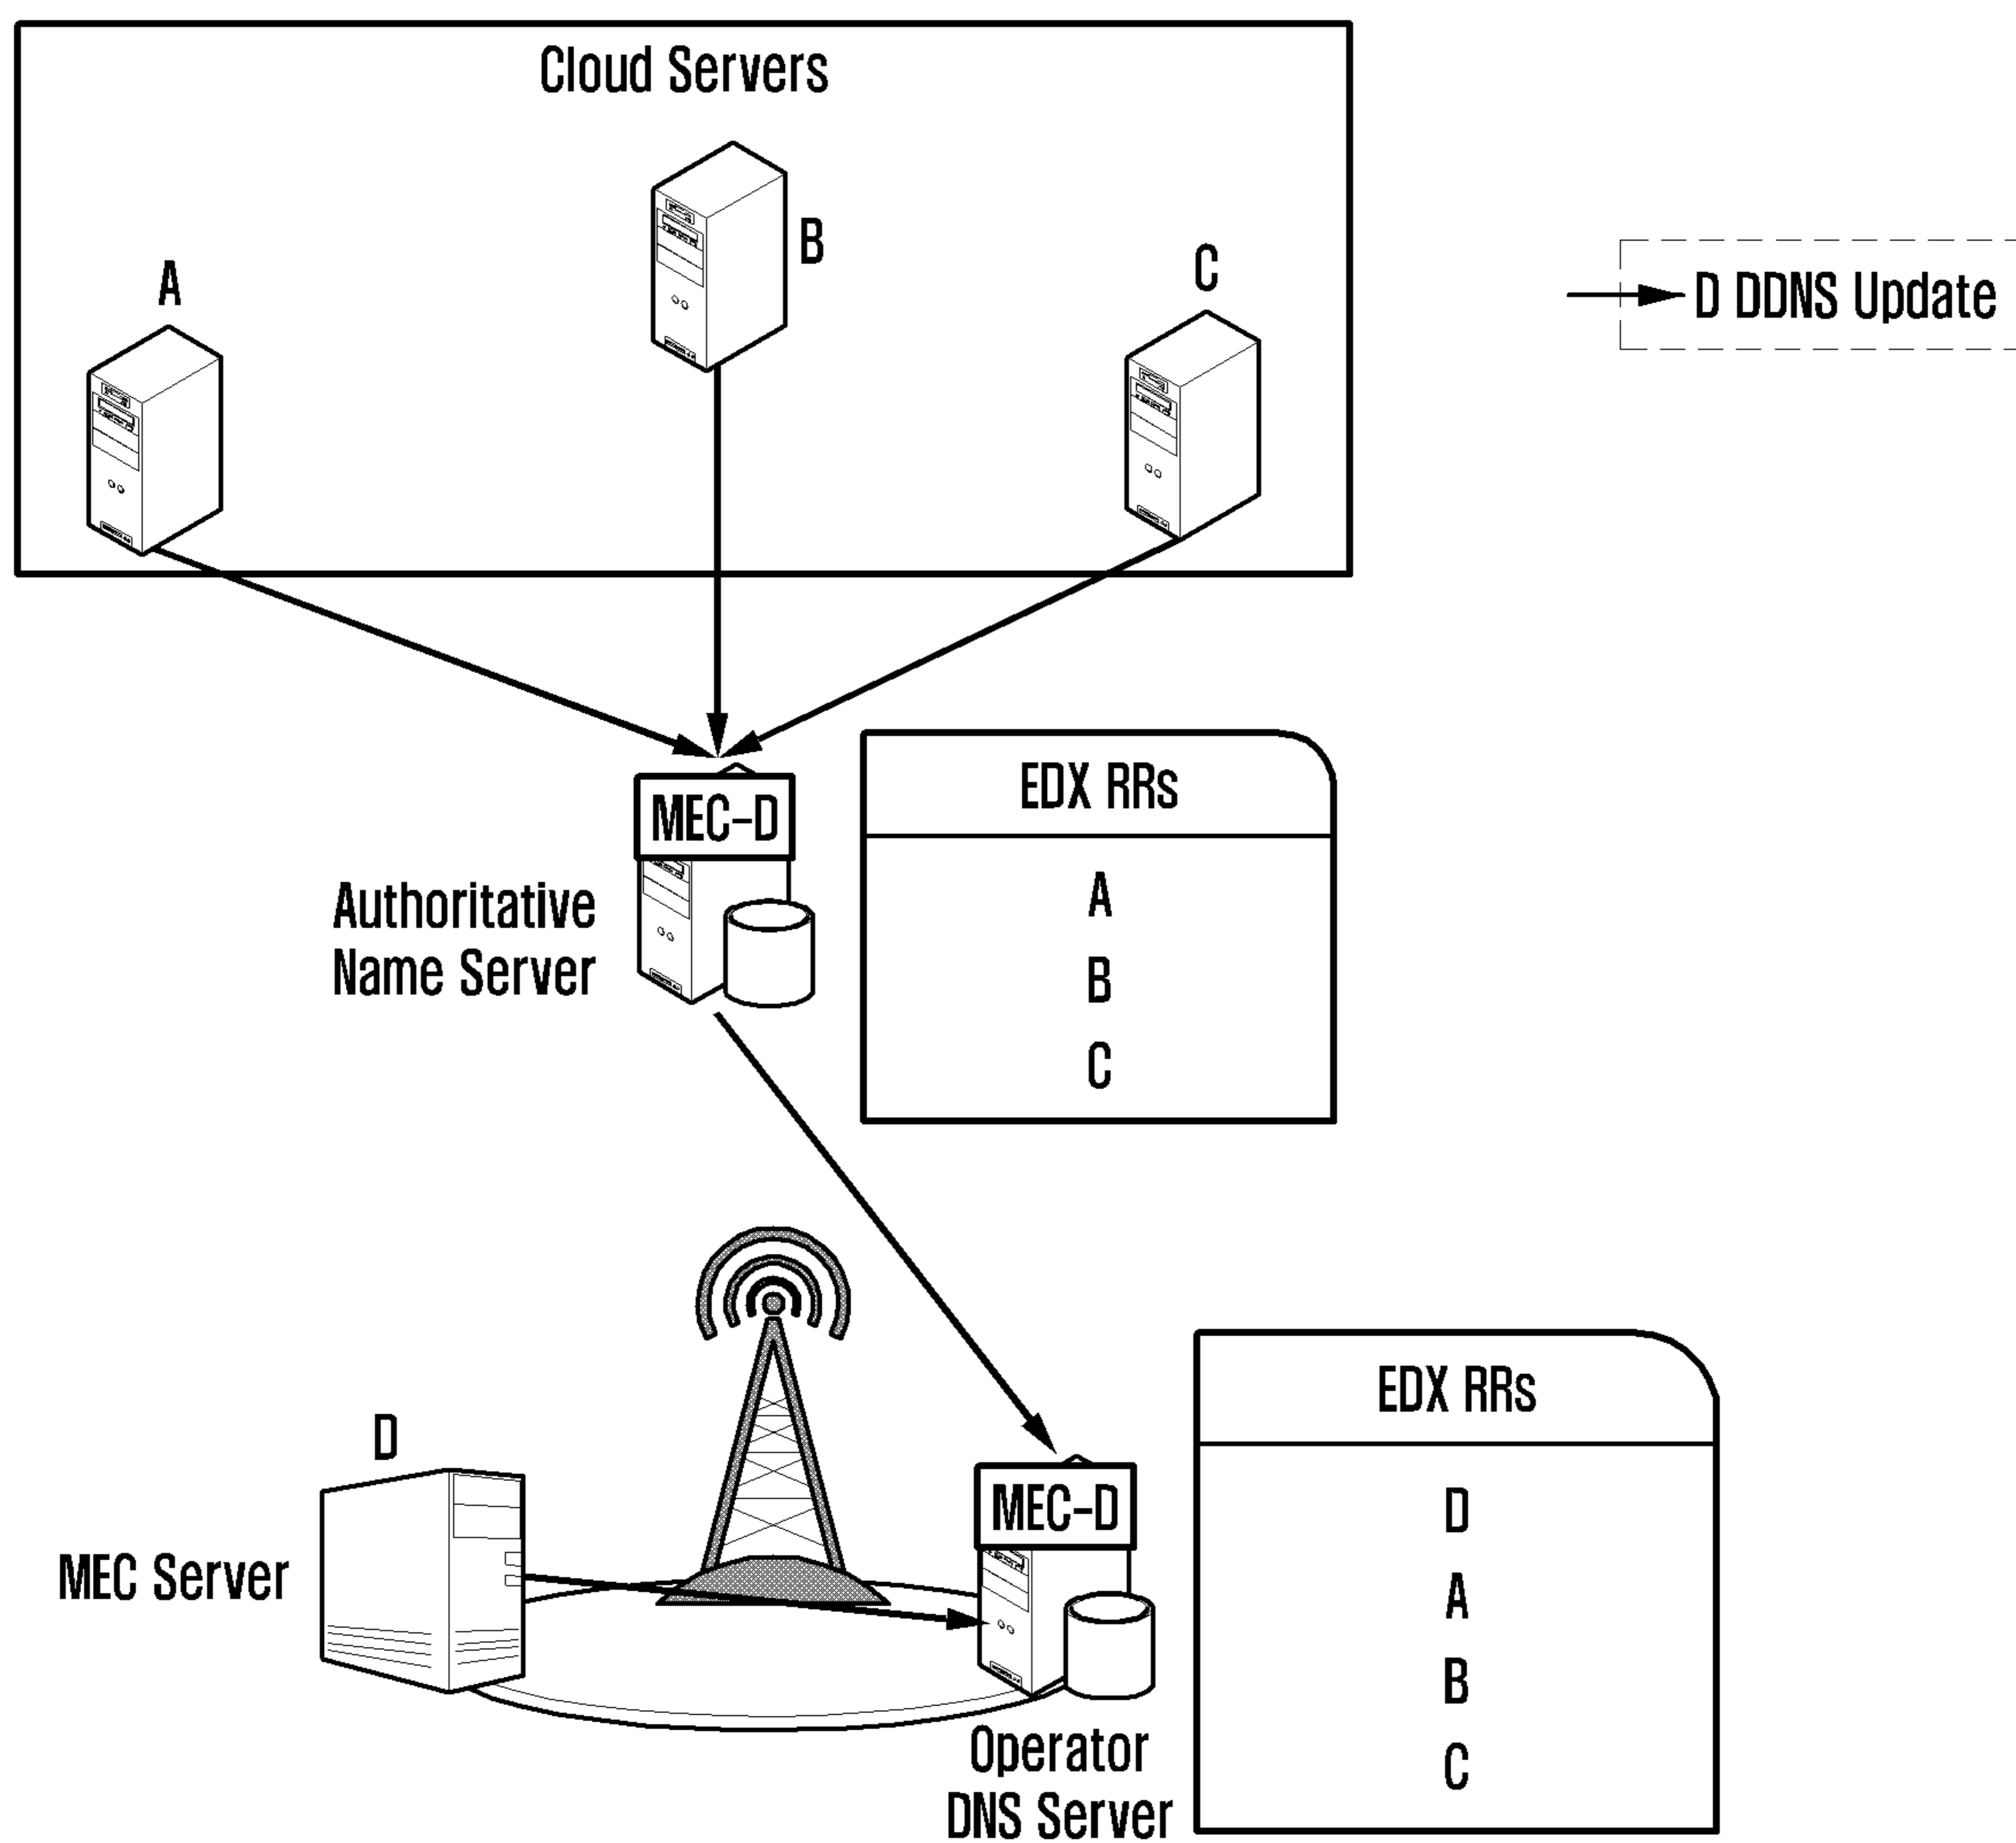 Cloud Servers
A
B
C
D DDNS Update
MEC-D
Authoritative
Name Server
EDX RRs
A
B
C
D
MEC Server
MEC-D
Operator
DNS Server
EDX RRs
D
A
B
C